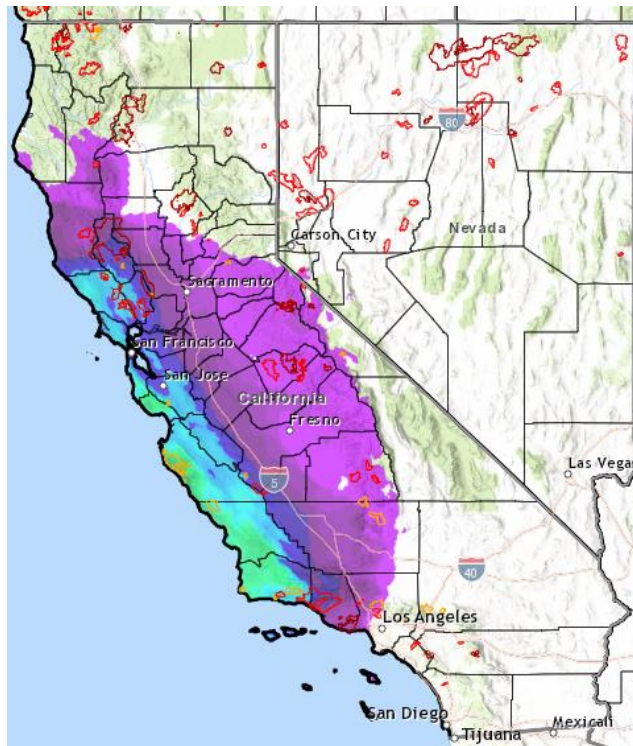 80
Nevada
Carson City
Sacramento
San Francisco
San Jose
California
Fresno
Las Vegas
5
40
Los Angeles
San Diego
Tijuana
Mexicali